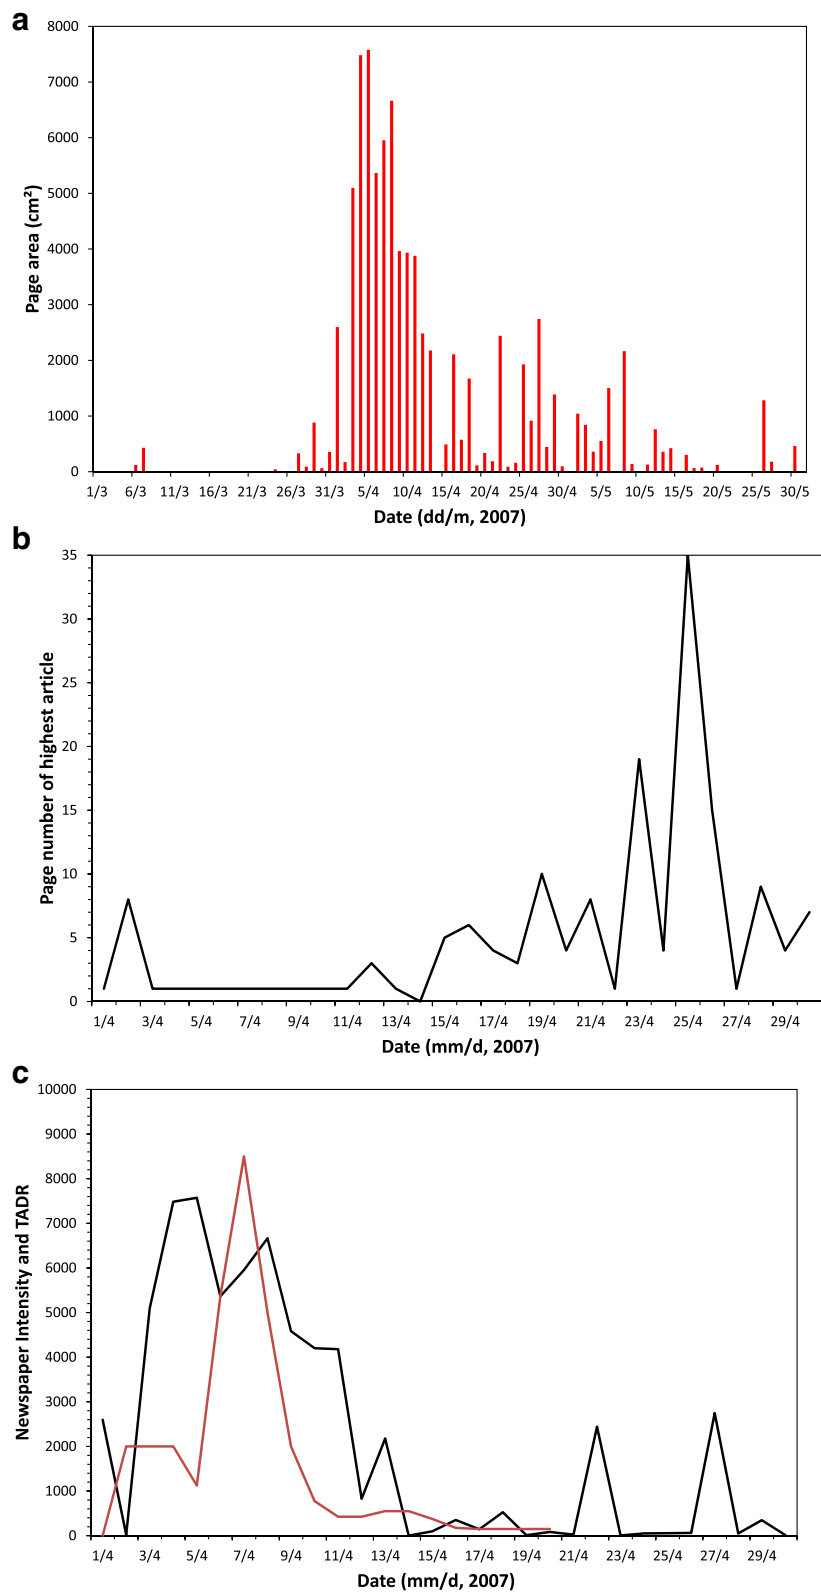 a
8000
7000
6000
5000
4000
3000
2000
1000
0
Page area (cm²)
1/3 6/3 11/3 16/3 21/3 26/3 31/3 5/4 10/4 15/4 20/4 25/4 30/4 5/5 10/5 15/5 20/5 25/5 30/5
Date (dd/m, 2007)
b
35
30
25
20
15
10
5
0
Page number of highest article
1/4 3/4 5/4 7/4 9/4 11/4 13/4 15/4 17/4 19/4 21/4 23/4 25/4 27/4 29/4
Date (mm/d, 2007)
c
10000
9000
8000
7000
6000
5000
4000
3000
2000
1000
0
Newspaper Intensity and TADR
1/4 3/4 5/4 7/4 9/4 11/4 13/4 15/4 17/4 19/4 21/4 23/4 25/4 27/4 29/4
Date (mm/d, 2007)